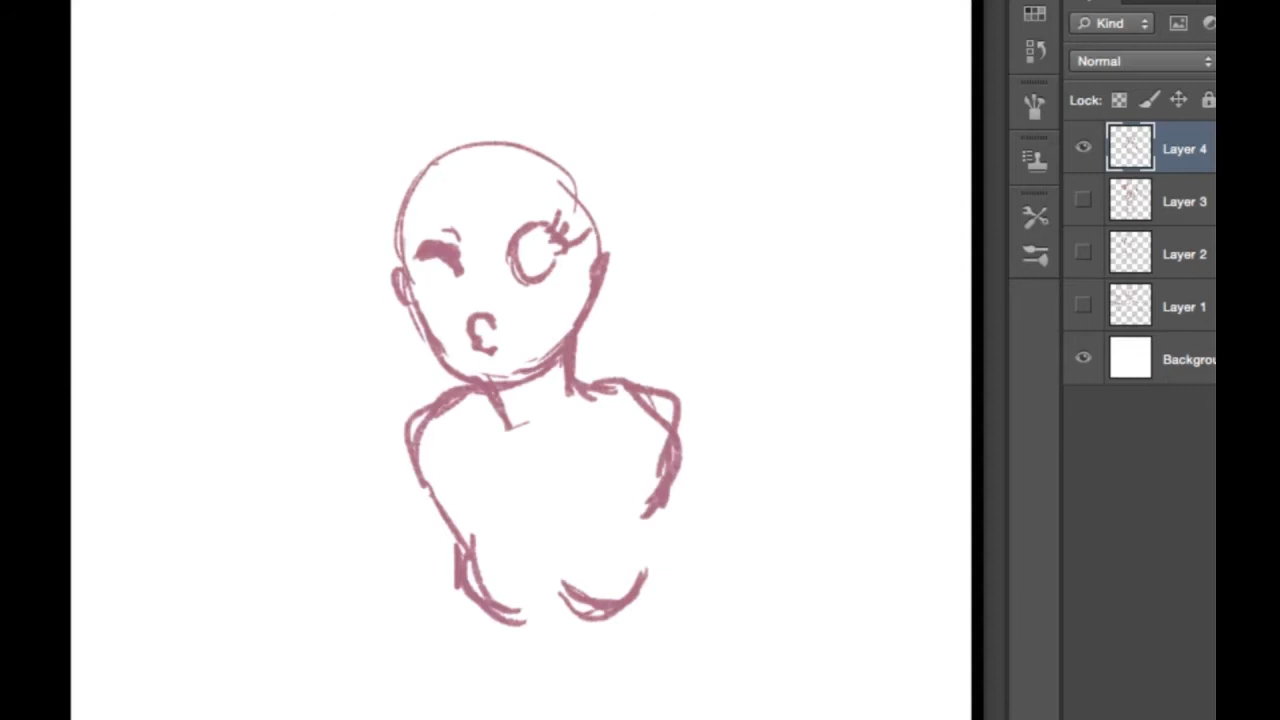 Kind
Normal
Lock:
Layer 4
Layer 3
Layer 2
Layer 1
Backgrou